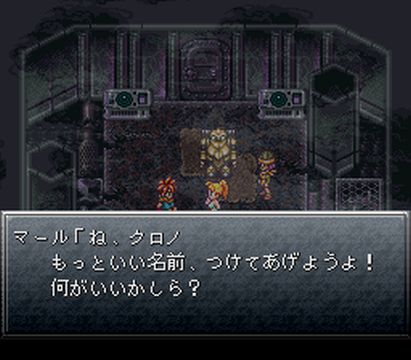 マール「ね、クロノ
もっといい名前、つけてあげようよ！
何がいいかしら？